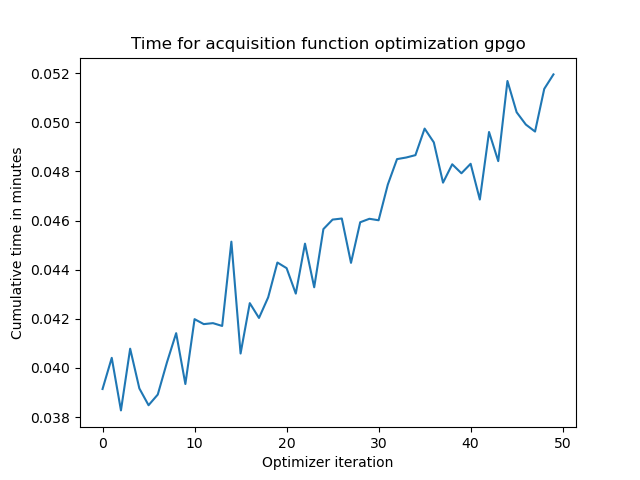 Time for acquisition function optimization gpgo
0.052
0.050
0.048
0.046
0.044
0.042
0.040
0.038
Cumulative time in minutes
0 10 20 30 40 50
Optimizer iteration